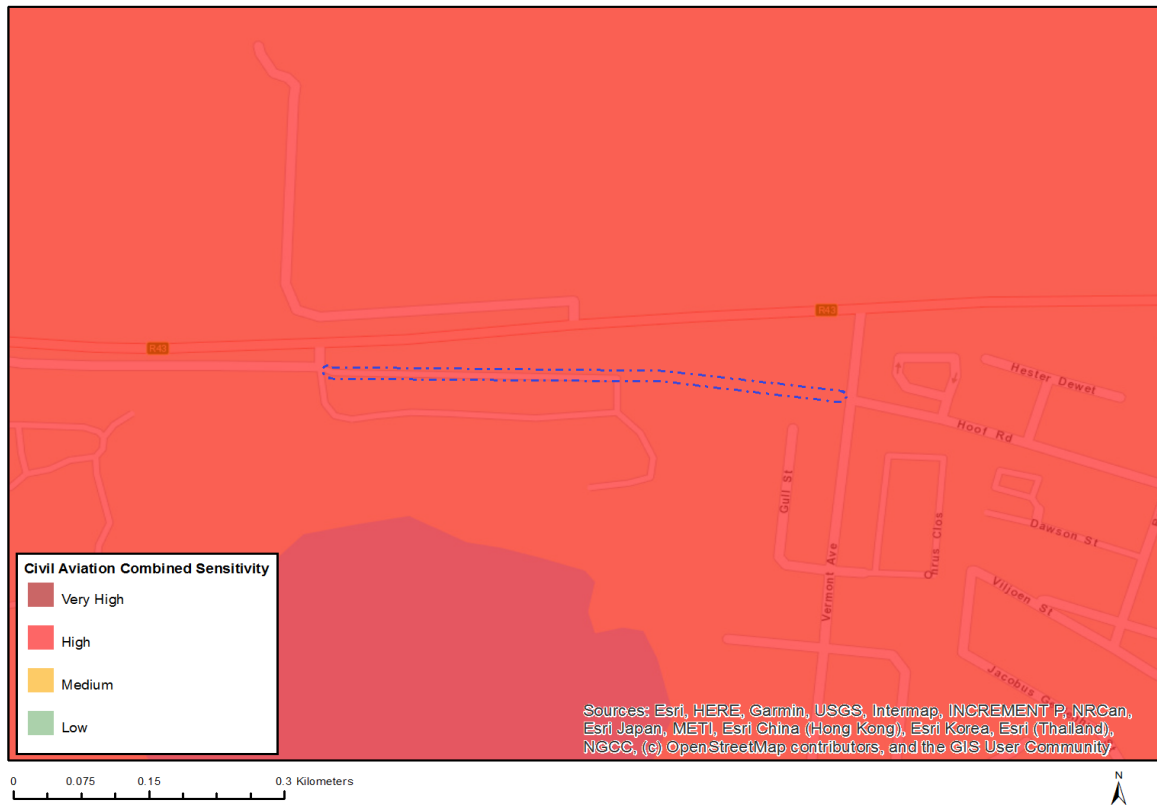 R43
R43
Hester Dewet
Hoof Rd
Gull St
Vermont Ave
Dawson St
Viljoen St
Civil Aviation Combined Sensitivity
Very High
High
Medium
Low
Sources: Esri, HERE, Garmin, USGS, Intermap, INCREMENT P, NRCan,
Esri Japan, METI, Esri China (Hong Kong), Esri Korea, Esri (Thailand),
NGCC, (c) OpenStreetMap contributors, and the GIS User Community
0 0.075 0.15 0.3 Kilometers
N